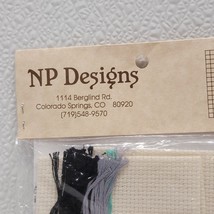 NP Designs
1114 Berglind Rd.
Colorado Springs, CO 80920
(719)548-9570